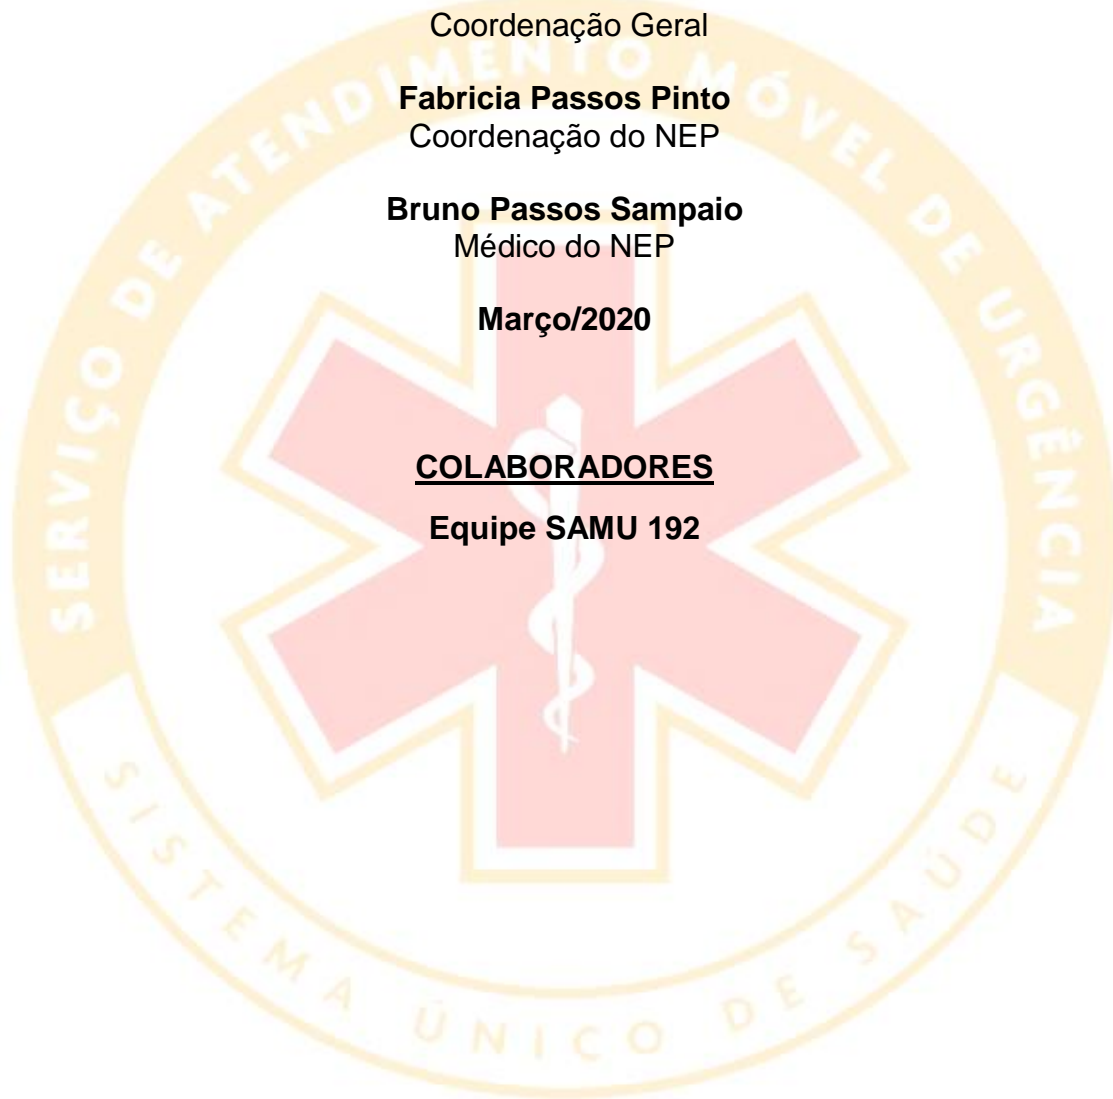 Coordenação Geral
Fabricia Passos Pinto
Coordenação do NEP
Bruno Passos Sampaio
Médico do NEP
Março/2020
COLABORADORES
Equipe SAMU 192
SERVIÇO DE ATENDIMENTO MÓVEL DE URGÊNCIA
SISTEMA ÚNICO DE SAÚDE